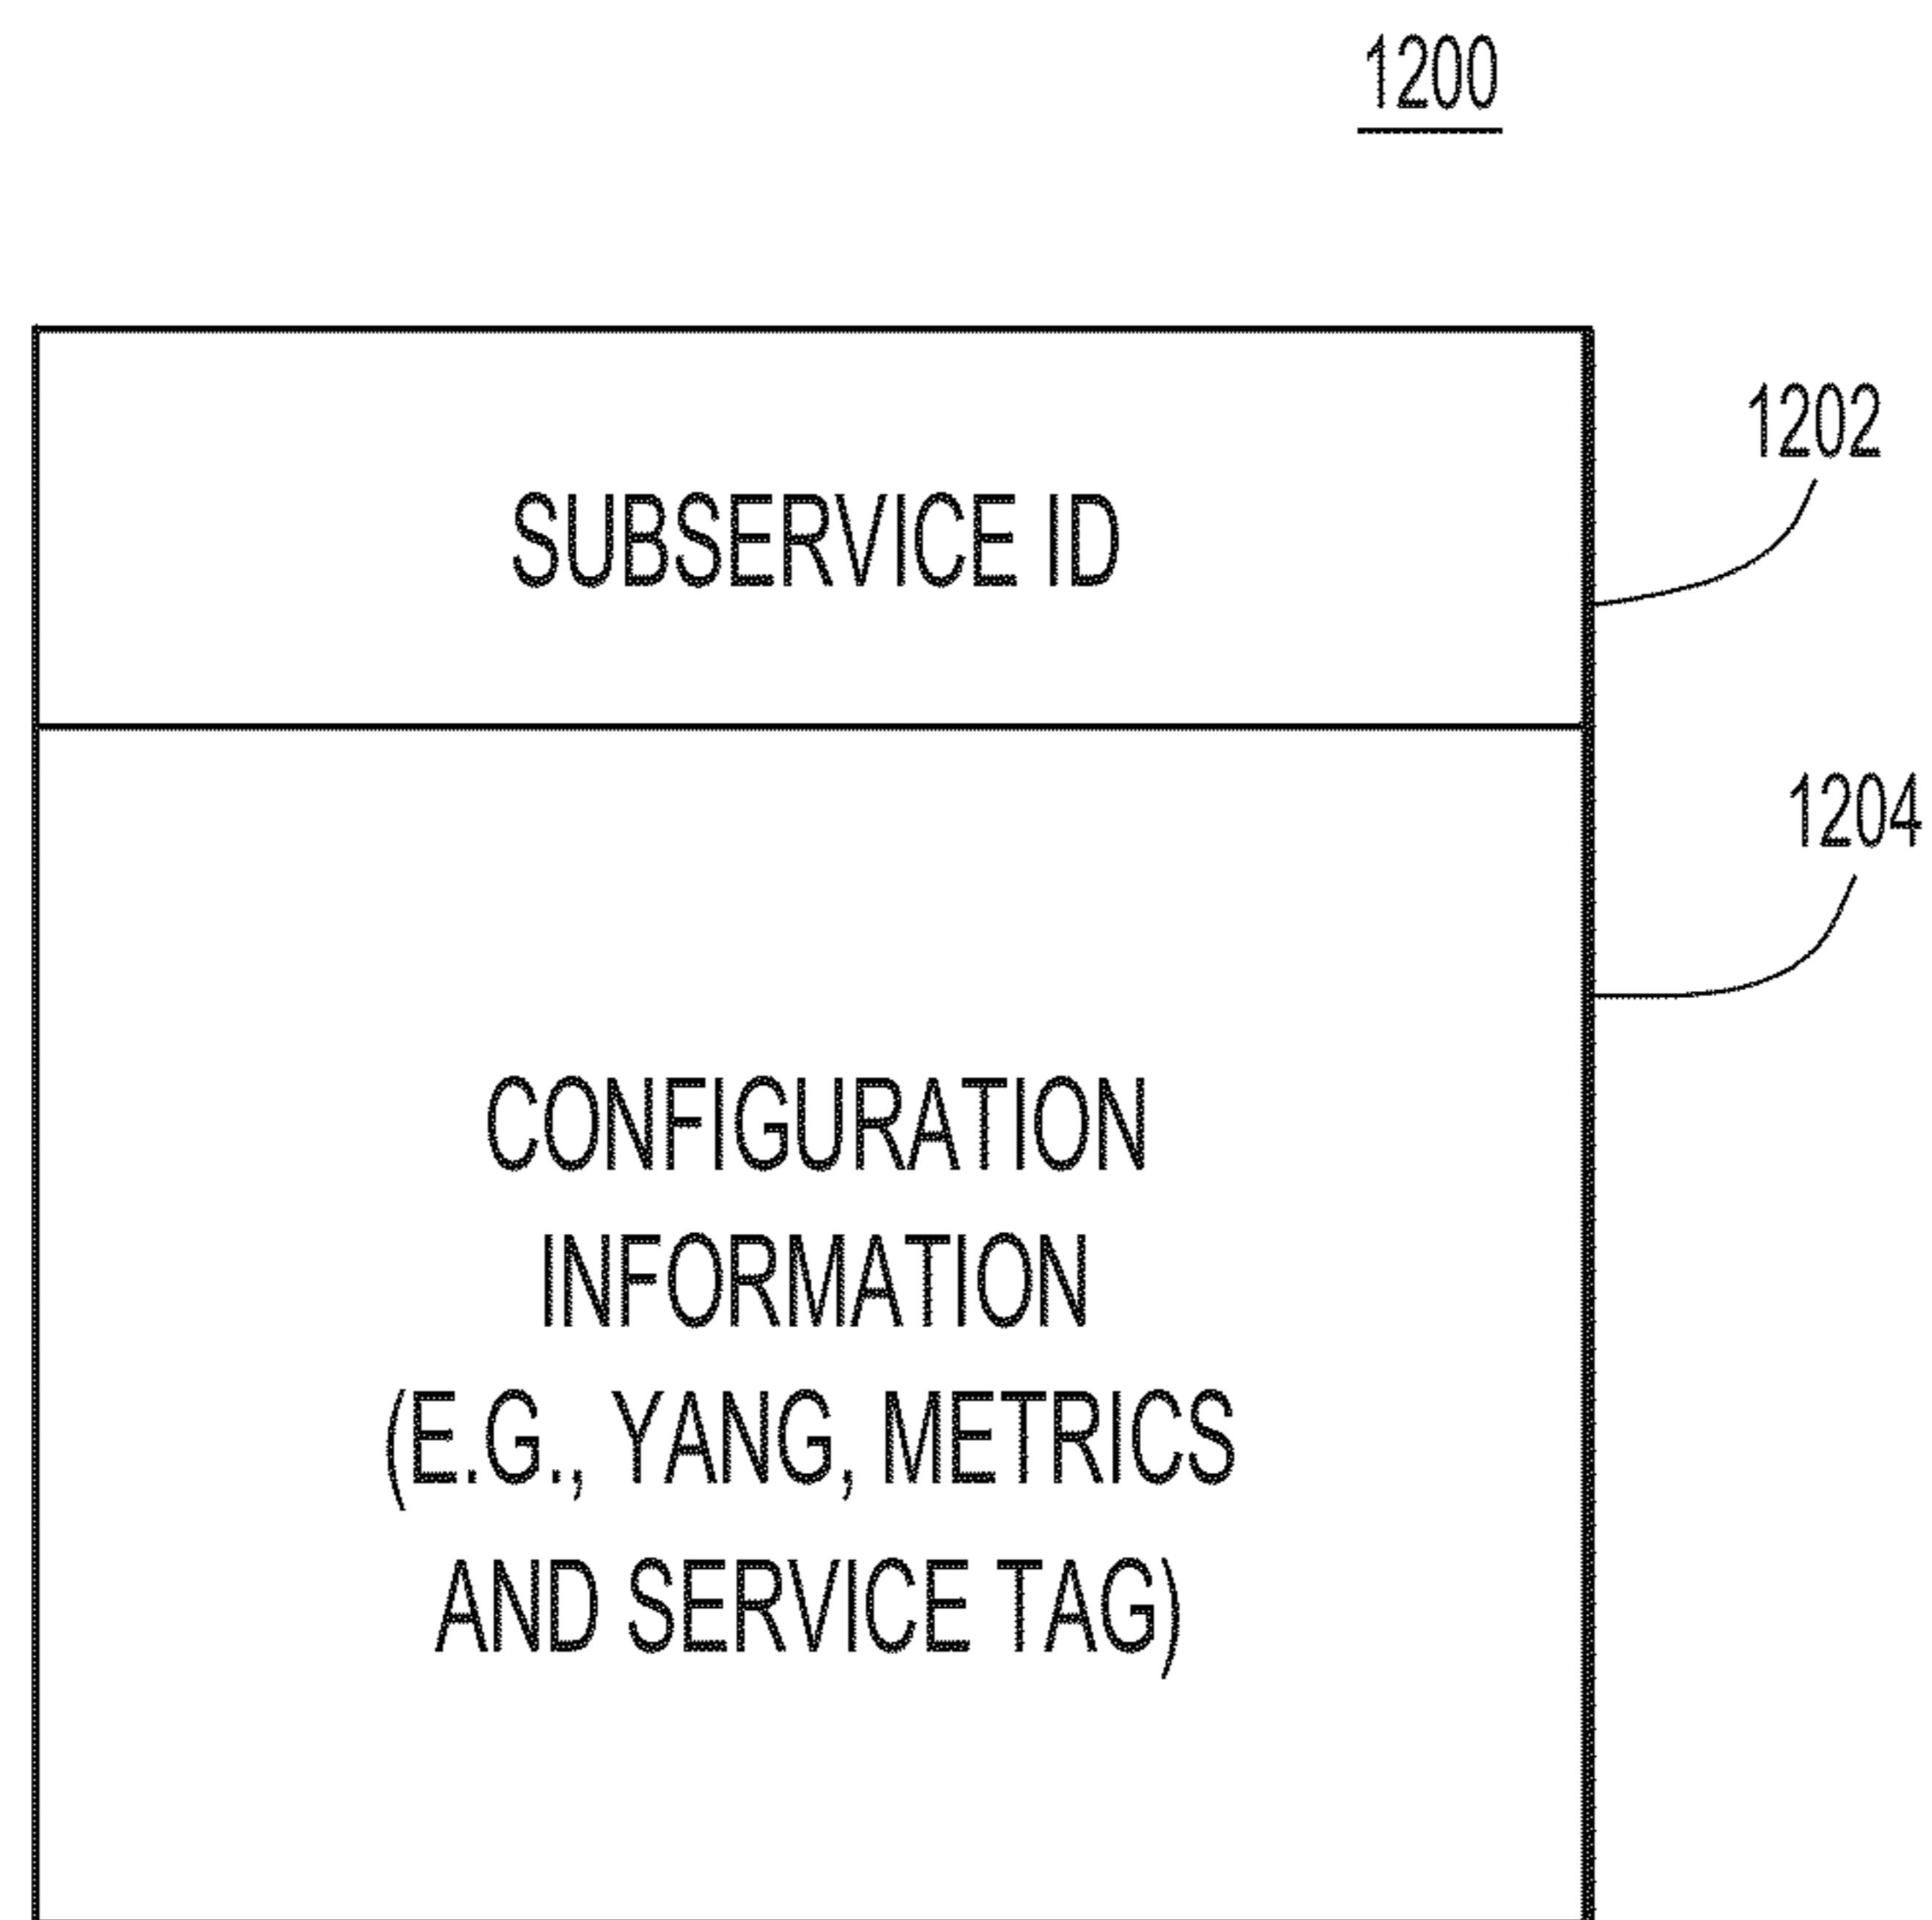 1200
SUBSERVICE ID
1202
1204
CONFIGURATION
INFORMATION
(E.G., YANG, METRICS
AND SERVICE TAG)